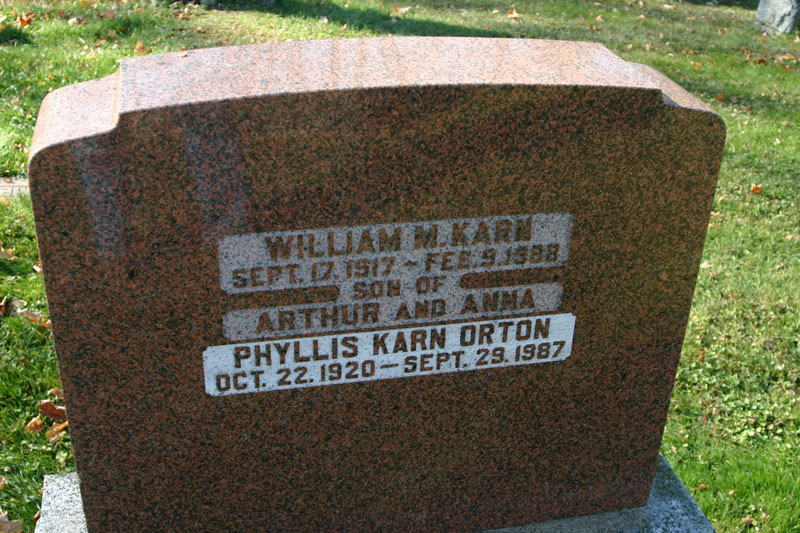 WILLIAM M. KARN
SEPT. 17, 1917 ~ FEB. 9, 1988
SON OF
ARTHUR AND ANNA
PHYLLIS KARN ORTON
OCT. 22, 1920 — SEPT. 29, 1987